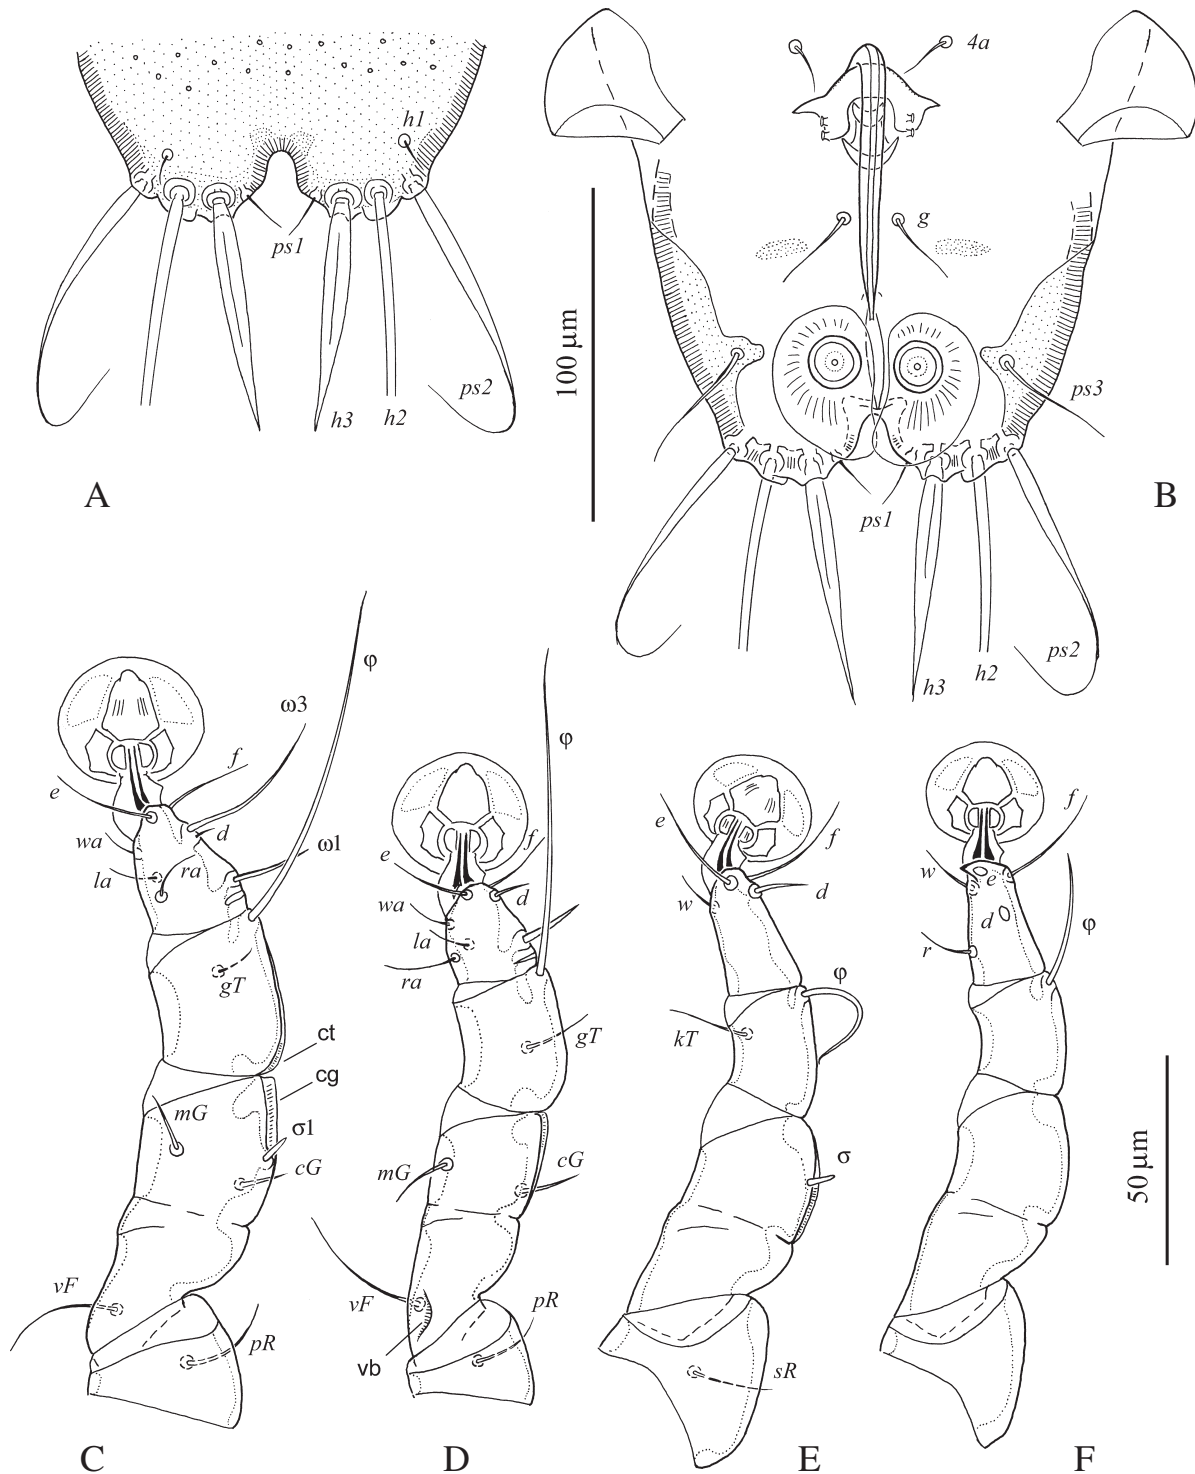 h1
ps1
h3
h2
ps2
A
100 µm
4a
g
ps3
ps1
h3
h2
ps2
B
φ
ω3
f
e
d
wa
ω1
la
ra
gT
ct
cg
mG
σ1
cG
vF
pR
C
φ
f
e
d
wa
la
ra
gT
mG
cG
vF
pR
vb
D
e
f
w
d
φ
kT
σ
sR
E
f
w
e
d
r
φ
F
50 µm